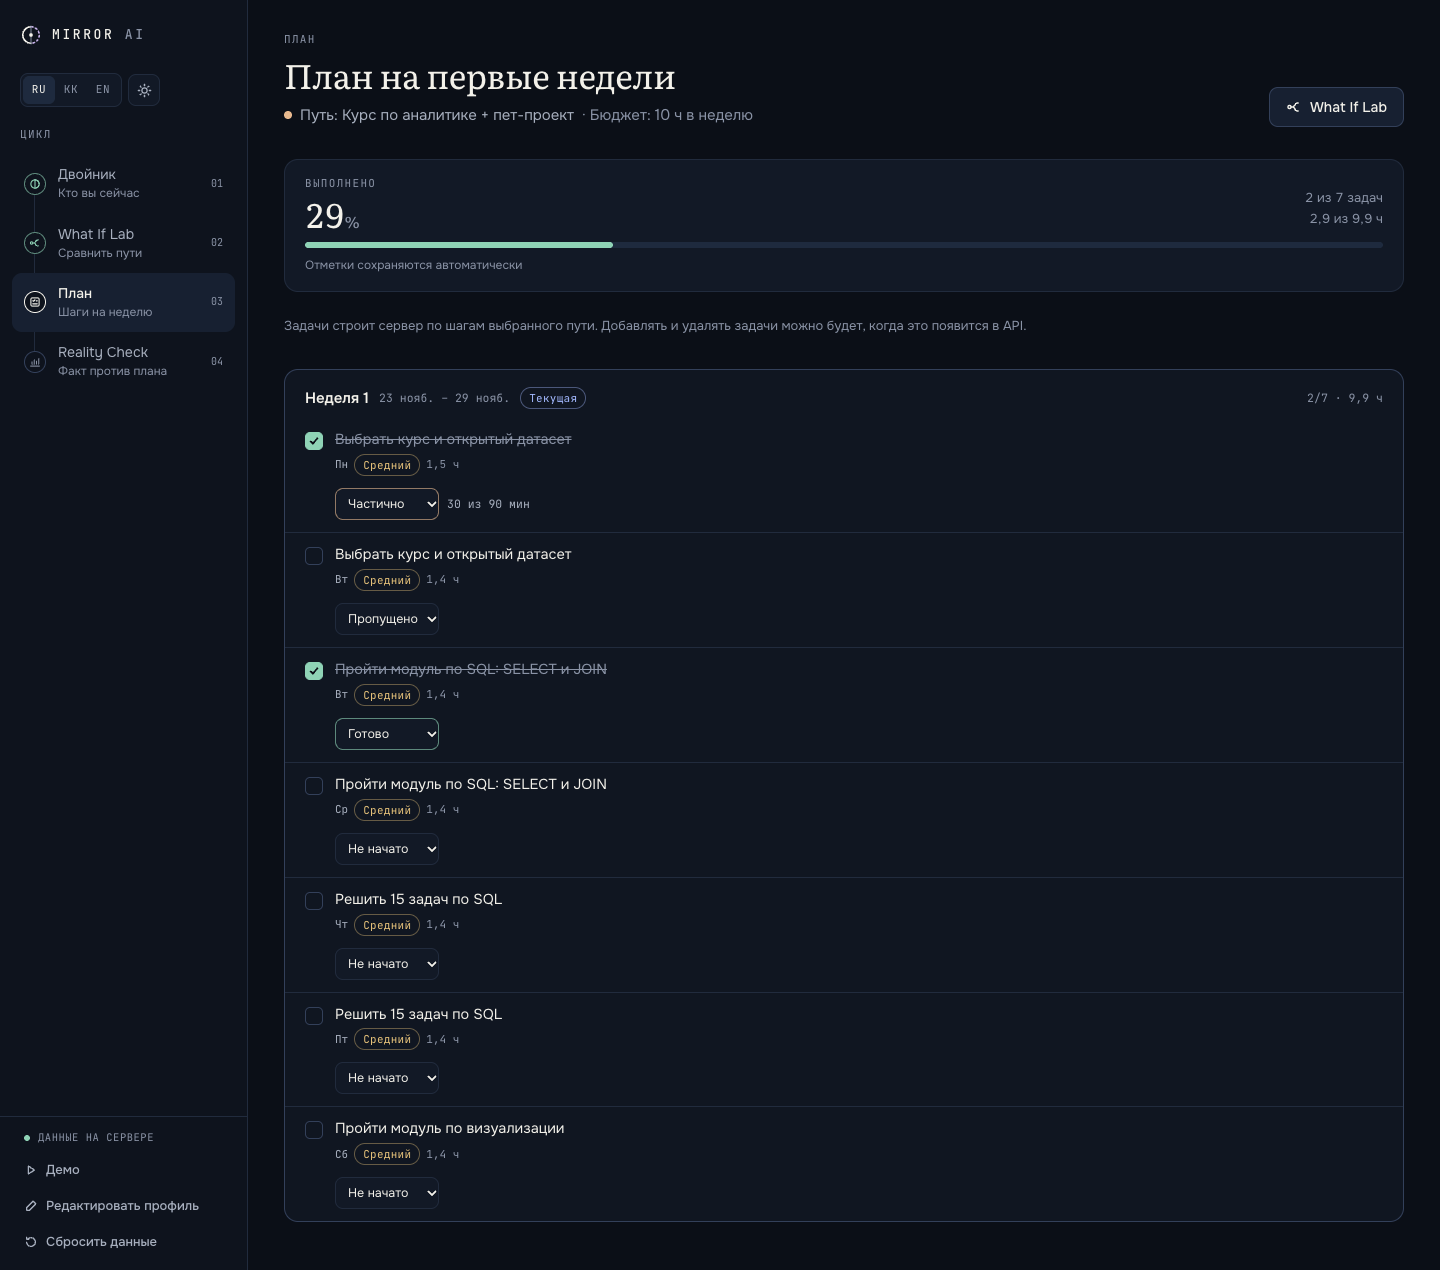 MIRROR AI
RU KK EN
ЦИКЛ
Двойник
Кто вы сейчас
01
What If Lab
Сравнить пути
02
План
Шаги на неделю
03
Reality Check
Факт против плана
04
ДАННЫЕ НА СЕРВЕРЕ
Демо
Редактировать профиль
Сбросить данные
ПЛАН
План на первые недели
Путь: Курс по аналитике + пет-проект · Бюджет: 10 ч в неделю
What If Lab
ВЫПОЛНЕНО
29%
2 из 7 задач
2,9 из 9,9 ч
Отметки сохраняются автоматически
Задачи строит сервер по шагам выбранного пути. Добавлять и удалять задачи можно будет, когда это появится в API.
Неделя 1 23 нояб. – 29 нояб. Текущая 2/7 · 9,9 ч
Выбрать курс и открытый датасет
Пн Средний 1,5 ч
Частично 30 из 90 мин
Выбрать курс и открытый датасет
Вт Средний 1,4 ч
Пропущено
Пройти модуль по SQL: SELECT и JOIN
Вт Средний 1,4 ч
Готово
Пройти модуль по SQL: SELECT и JOIN
Ср Средний 1,4 ч
Не начато
Решить 15 задач по SQL
Чт Средний 1,4 ч
Не начато
Решить 15 задач по SQL
Пт Средний 1,4 ч
Не начато
Пройти модуль по визуализации
Сб Средний 1,4 ч
Не начато